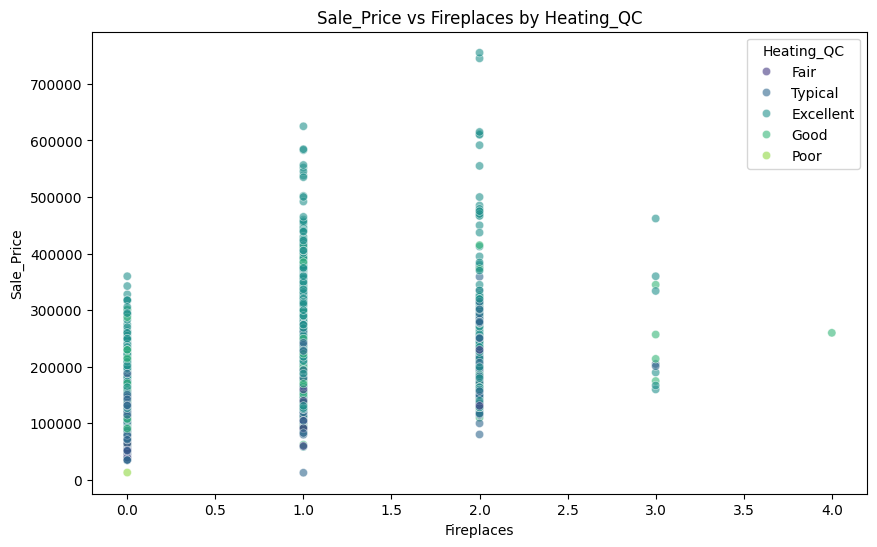 Sale_Price vs Fireplaces by Heating_QC
Heating_QC
Fair
Typical
Excellent
Good
Poor
Sale_Price
700000
600000
500000
400000
300000
200000
100000
0
0.0 0.5 1.0 1.5 2.0 2.5 3.0 3.5 4.0
Fireplaces